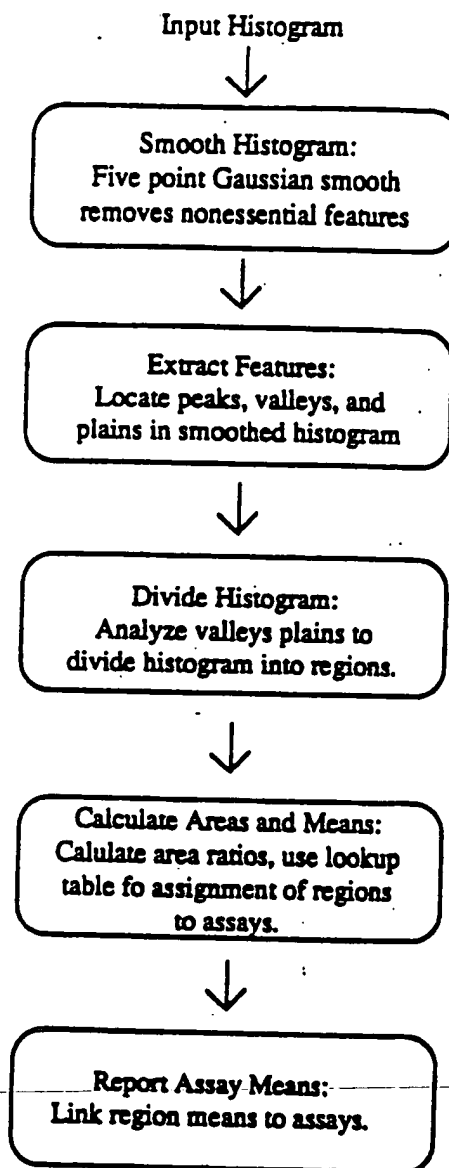 Input Histogram
Smooth Histogram:
Five point Gaussian smooth
removes nonessential features
Extract Features:
Locate peaks, valleys, and
plains in smoothed histogram
Divide Histogram:
Analyze valleys plains to
divide histogram into regions.
Calculate Areas and Means:
Calulate area ratios, use lookup
table fo assignment of regions
to assays.
Report Assay Means:
Link region means to assays.